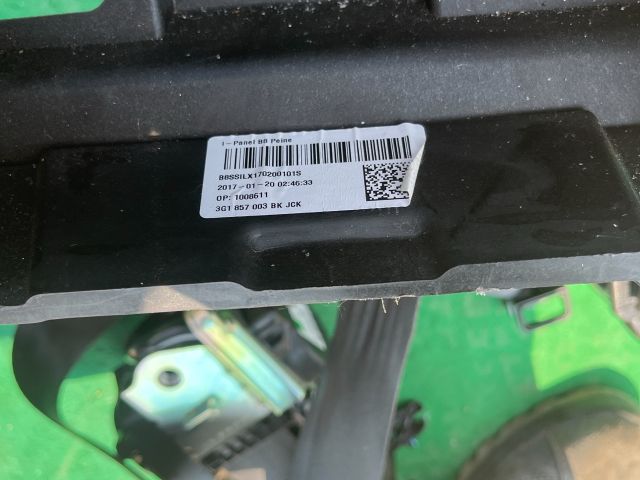 I-Panel B8 Peine
B8SSILX170200101S
2017-01-20 02:46:33
OP: 1008611
3G1 857 003 BK JCK